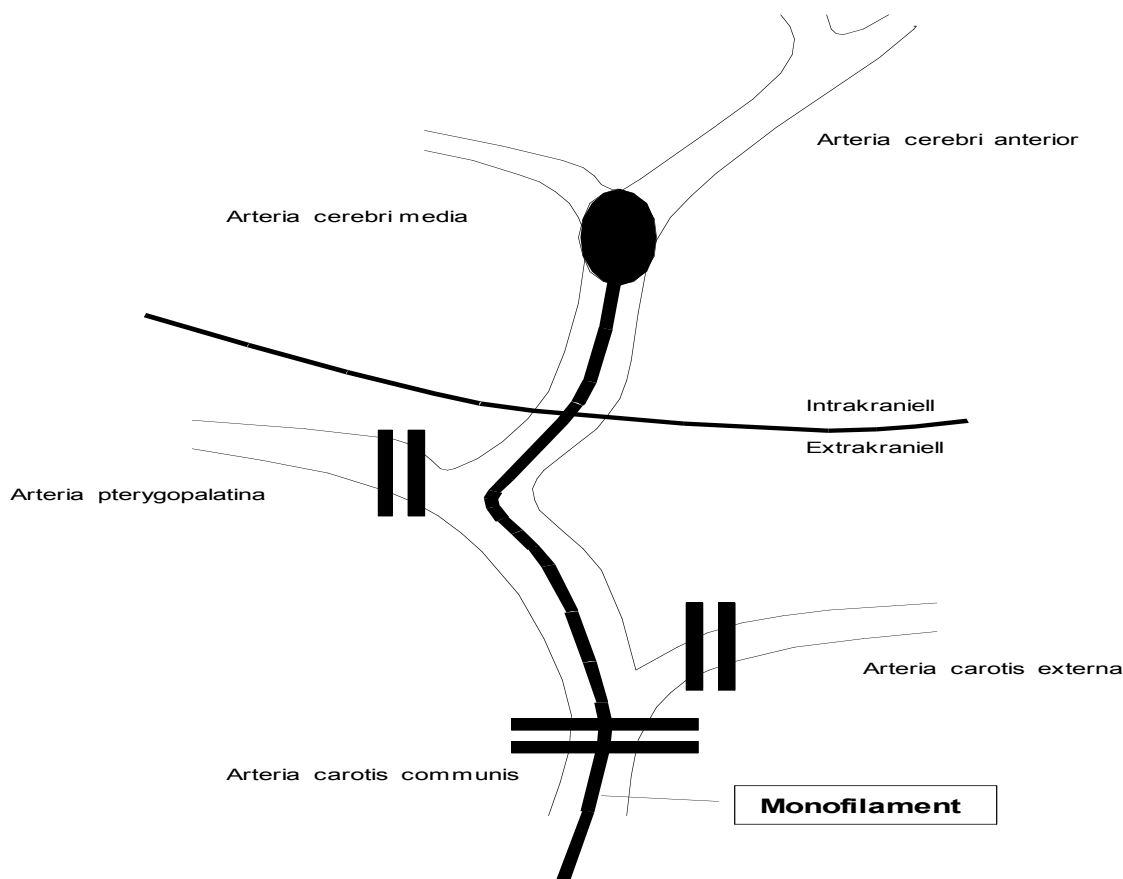 Arteria cerebri anterior
Arteria cerebri media
Intrakraniell
Extrakraniell
Arteria pterygopalatina
Arteria carotis externa
Arteria carotis communis
Monofilament